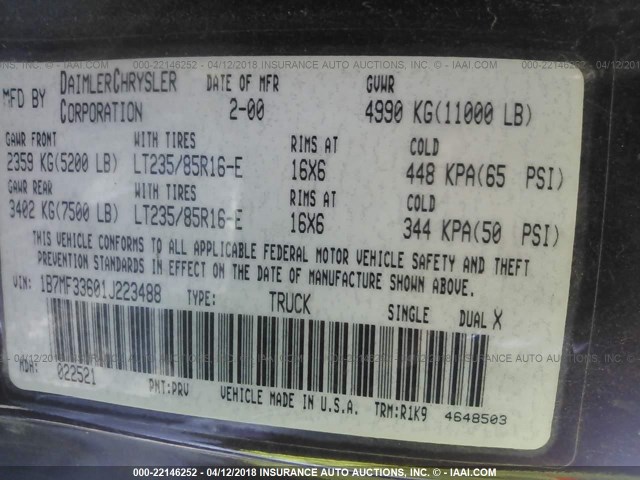 000-22146252 - 04/12/2018 INSURANCE AUTO AUCTIONS, INC. © - IAAI.COM
MFD BY DAIMLERCHRYSLER CORPORATION
DATE OF MFR 2-00
GVWR 4990 KG(11000 LB)
GAWR FRONT WITH TIRES RIMS AT COLD
2359 KG(5200 LB) LT235/85R16-E 16X6 448 KPA(65 PSI)
GAWR REAR WITH TIRES RIMS AT COLD
3402 KG(7500 LB) LT235/85R16-E 16X6 344 KPA(50 PSI)
THIS VEHICLE CONFORMS TO ALL APPLICABLE FEDERAL MOTOR VEHICLE SAFETY AND THEFT
PREVENTION STANDARDS IN EFFECT ON THE DATE OF MANUFACTURE SHOWN ABOVE.
VIN: 1B7MF33601J223488 TYPE: TRUCK SINGLE DUAL X
MDH: 022521 PNT:PRV VEHICLE MADE IN U.S.A. TRM:R1K9 4648503
000-22146252 - 04/12/2018 INSURANCE AUTO AUCTIONS, INC. © - IAAI.COM